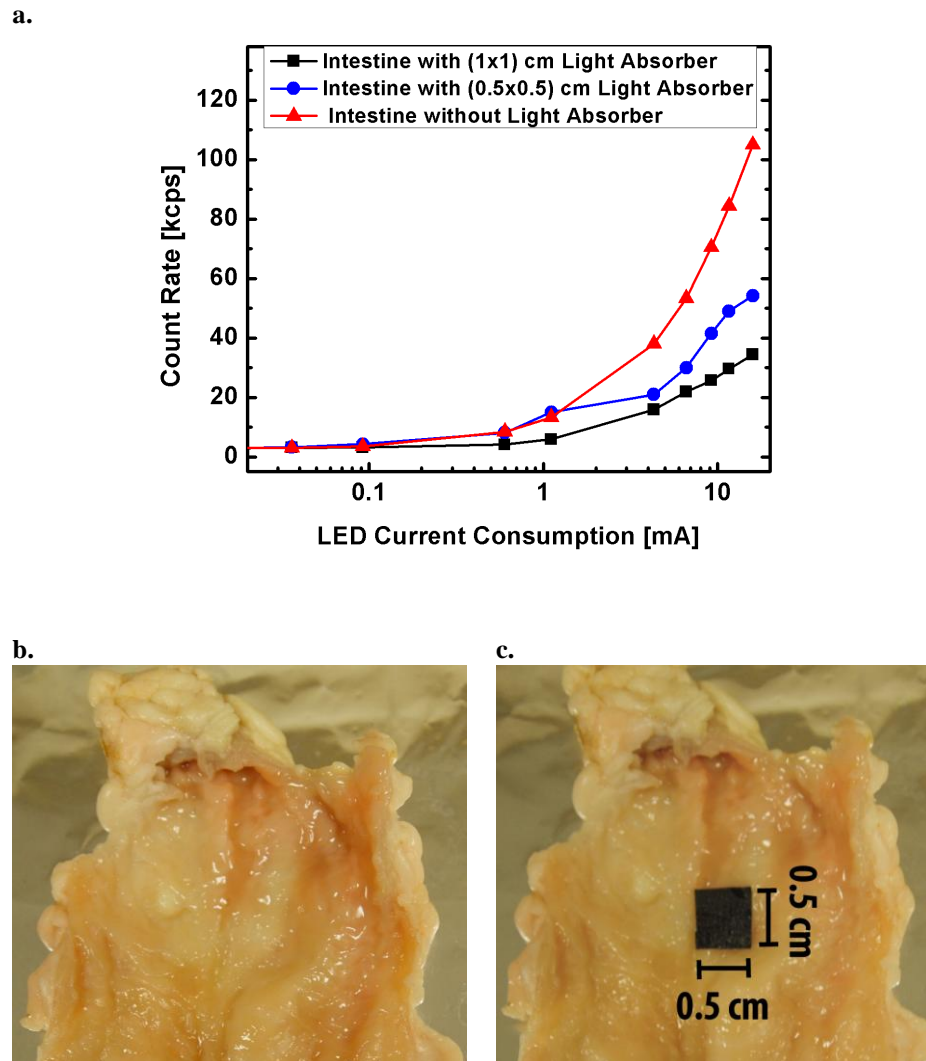 a.
Intestine with (1x1) cm Light Absorber
Intestine with (0.5x0.5) cm Light Absorber
Intestine without Light Absorber
120
100
80
60
40
20
0
Count Rate [kcps]
0.1 1 10
LED Current Consumption [mA]
b. c.
0.5 cm
0.5 cm